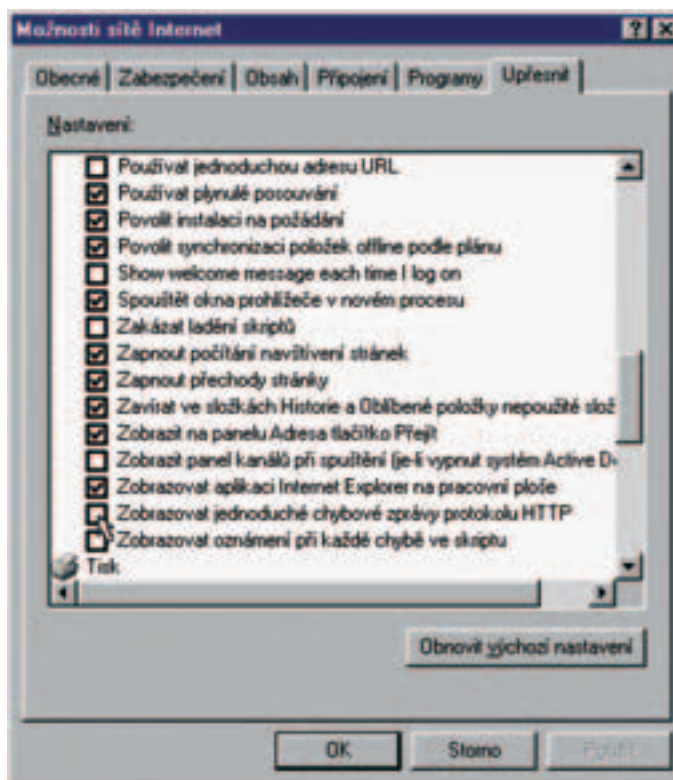 Možnosti sítě Internet
Obecné Zabezpečení Obsah Připojení Programy Upřesnit
Nastavení:
Používat jednoduchou adresu URL
Používat plynulé posouvání
Povolit instalaci na požádání
Povolit synchronizaci položek offline podle plánu
Show welcome message each time I log on
Spouštět okna prohlížeče v novém procesu
Zakázat ladění skriptů
Zapnout počítání navštívení stránek
Zapnout přechody stránky
Zavírat ve složkách Historie a Oblíbené položky nepoužité slož
Zobrazit na panelu Adresa tlačítko Přejít
Zobrazit panel kanálů při spuštění (je-li vypnut systém Active D
Zobrazovat aplikaci Internet Explorer na pracovní ploše
Zobrazovat jednoduché chybové zprávy protokolu HTTP
Zobrazovat oznámení při každé chybě ve skriptu
Tisk
Obnovit výchozí nastavení
OK Storno Použít